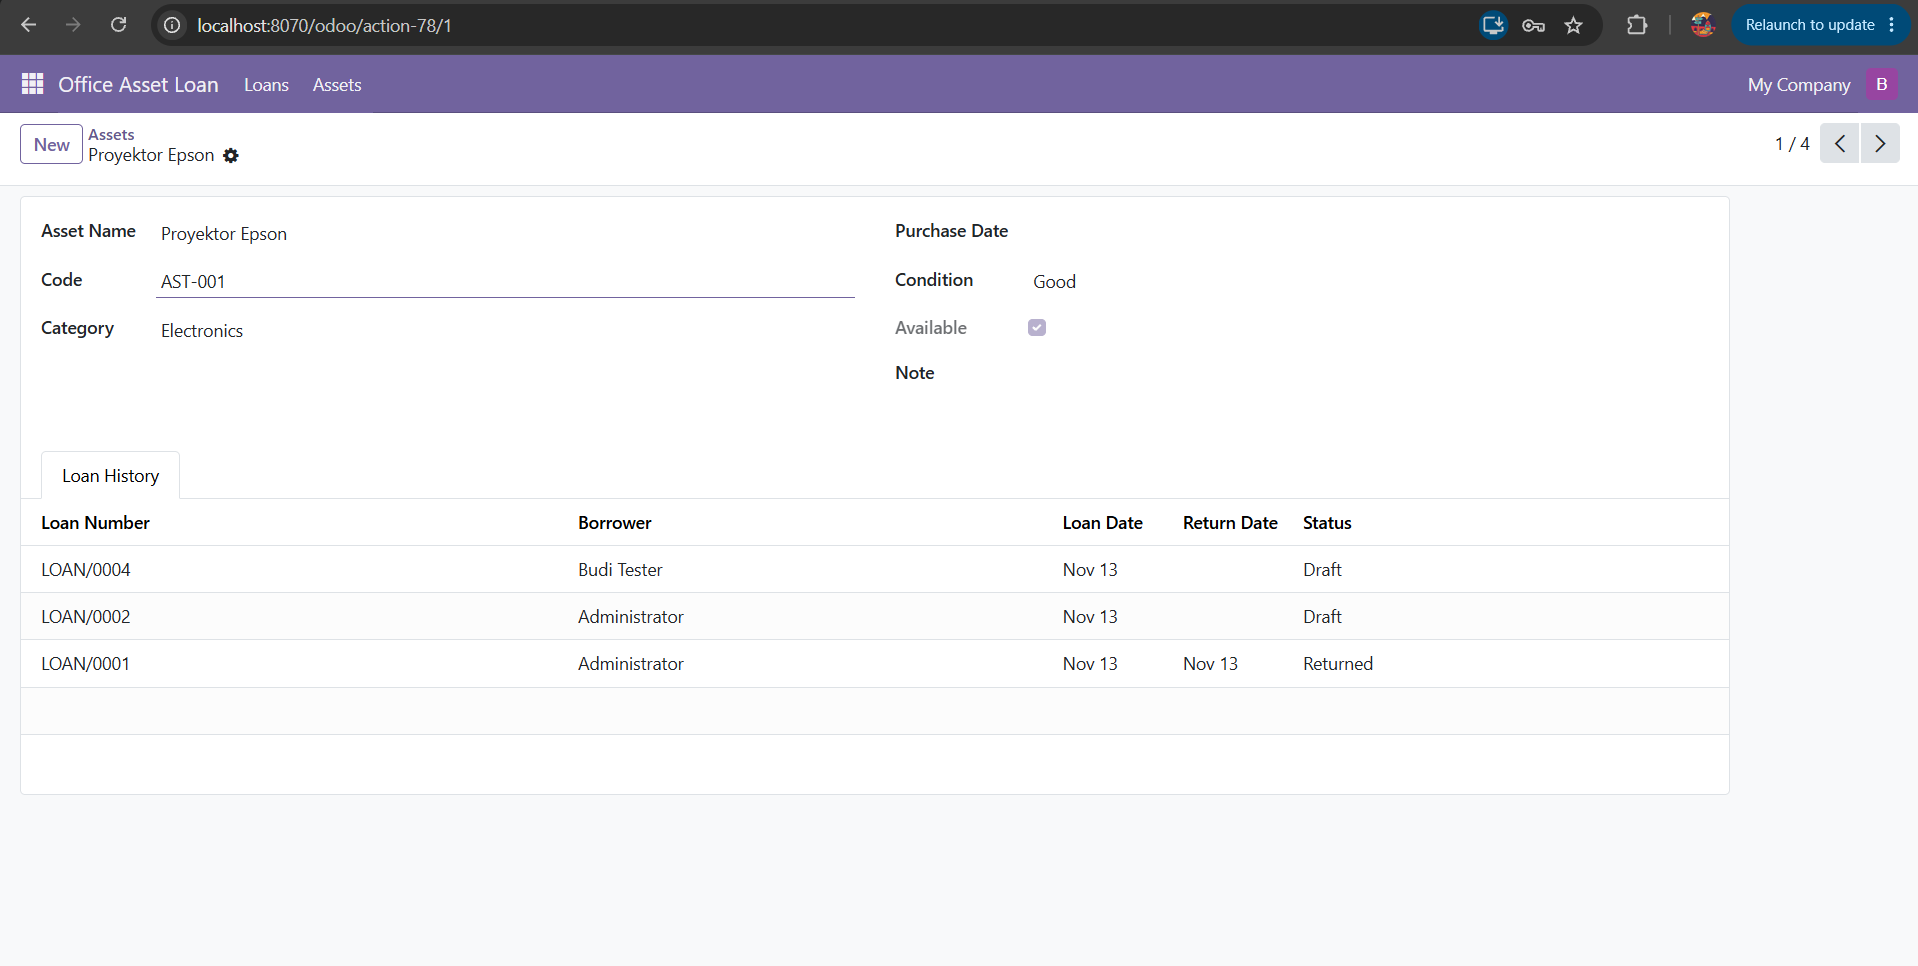 localhost:8070/odoo/action-78/1
Relaunch to update
Office Asset Loan
Loans
Assets
My Company
B
New
Assets
Proyektor Epson
1 / 4
Asset Name
Proyektor Epson
Code
AST-001
Category
Electronics
Purchase Date
Condition
Good
Available
Note
Loan History
Loan Number Borrower Loan Date Return Date Status
LOAN/0004 Budi Tester Nov 13 Draft
LOAN/0002 Administrator Nov 13 Draft
LOAN/0001 Administrator Nov 13 Nov 13 Returned